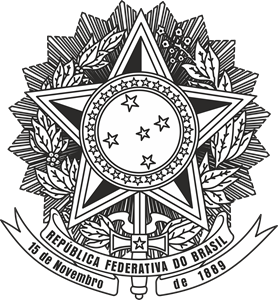 REPÚBLICA FEDERATIVA DO BRASIL
15 de Novembro de 1889